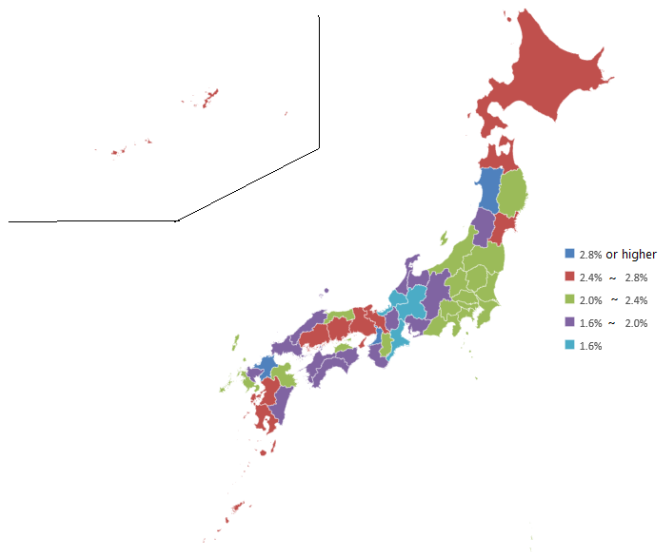 2.8% or higher
2.4% ~ 2.8%
2.0% ~ 2.4%
1.6% ~ 2.0%
1.6%